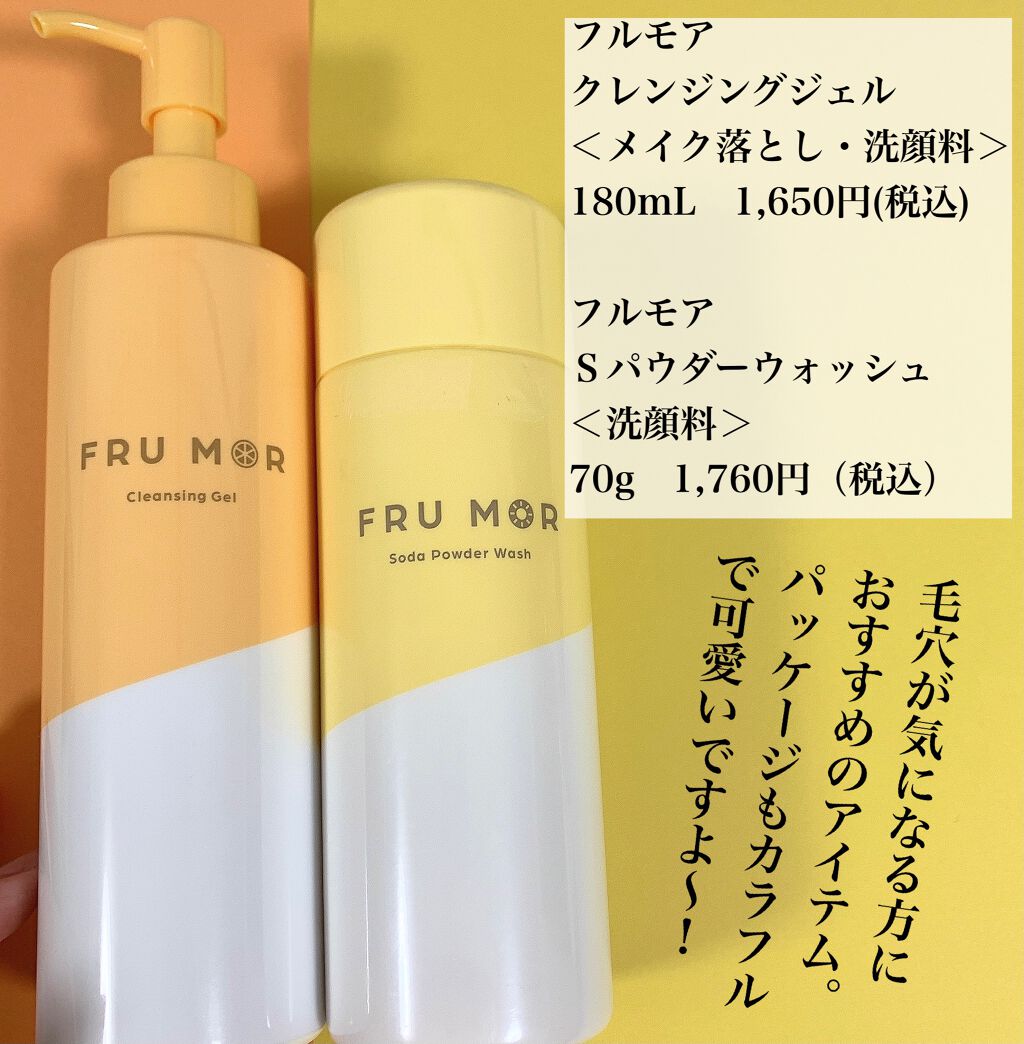 フルモア
クレンジングジェル
＜メイク落とし・洗顔料＞
180mL　1,650円(税込)
フルモア
Ｓパウダーウォッシュ
＜洗顔料＞
70g　1,760円（税込）
FRU MOR
Cleansing Gel
FRU MOR
Soda Powder Wash
毛穴が気になる方に
おすすめのアイテム。
パッケージもカラフル
で可愛いですよ～！